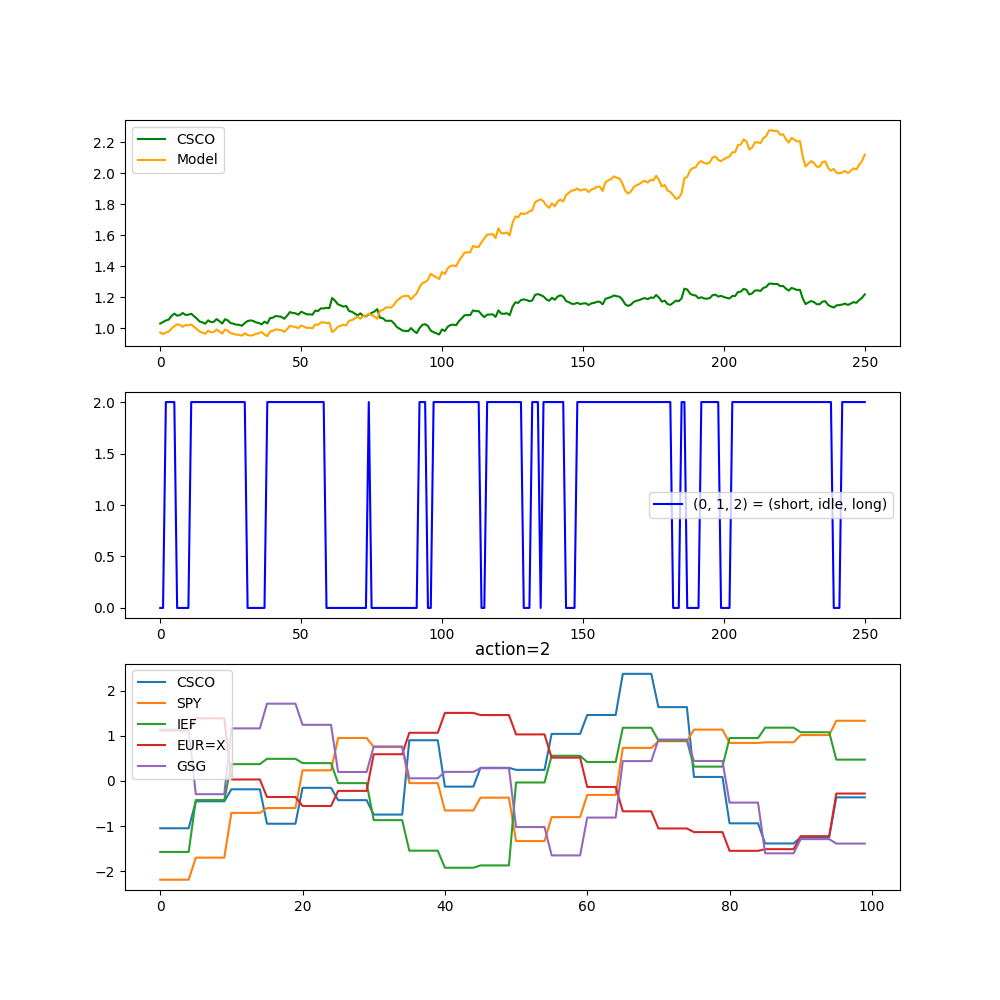 CSCO
Model
2.2
2.0
1.8
1.6
1.4
1.2
1.0
0 50 100 150 200 250
2.0
1.5
1.0
0.5
0.0
(0, 1, 2) = (short, idle, long)
0 50 100 150 200 250
action=2
CSCO
SPY
IEF
EUR=X
GSG
2
1
0
−1
−2
0 20 40 60 80 100